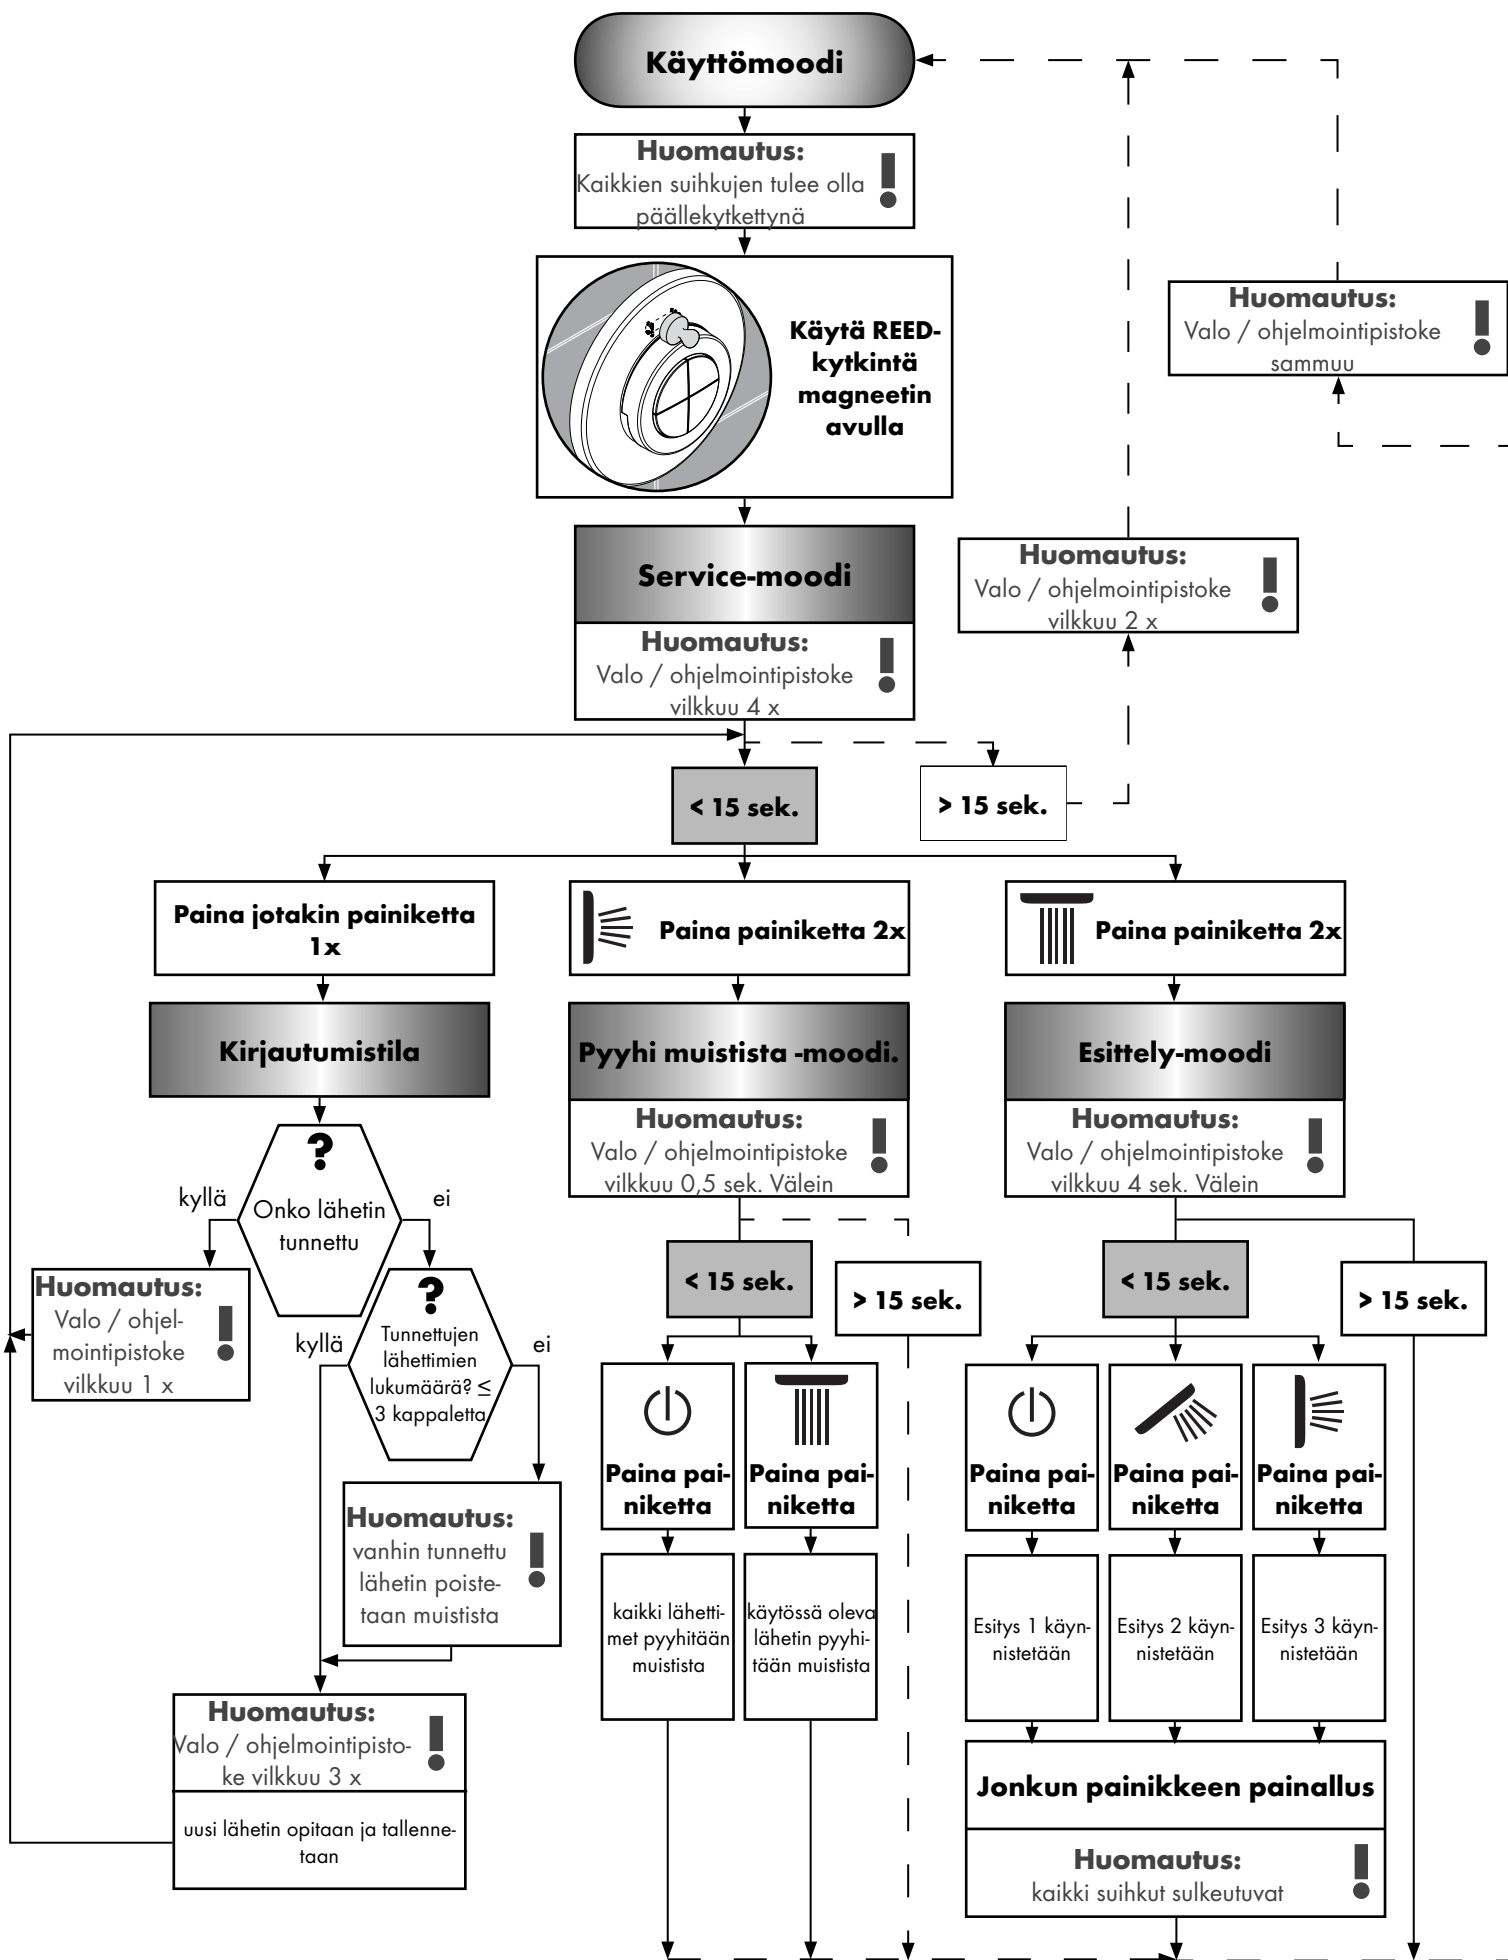 Käyttömoodi
Huomautus:
Kaikkien suihkujen tulee olla
päällekytkettynä
Käytä REED-
kytkintä
magneetin
avulla
Huomautus:
Valo / ohjelmointipistoke
sammuu
Service-moodi
Huomautus:
Valo / ohjelmointipistoke
vilkkuu 4 x
Huomautus:
Valo / ohjelmointipistoke
vilkkuu 2 x
< 15 sek.
> 15 sek.
Paina jotakin painiketta
1x
Paina painiketta 2x
Paina painiketta 2x
Kirjautumistila
Pyyhi muistista -moodi.
Huomautus:
Valo / ohjelmointipistoke
vilkkuu 0,5 sek. Välein
Esittely-moodi
Huomautus:
Valo / ohjelmointipistoke
vilkkuu 4 sek. Välein
?
Onko lähetin
tunnettu
kyllä
ei
Huomautus:
Valo / ohjel-
mointipistoke
vilkkuu 1 x
?
Tunnettujen
lähettimien
lukumäärä? ≤
3 kappaletta
kyllä
ei
Huomautus:
vanhin tunnettu
lähetin poiste-
taan muistista
Huomautus:
Valo / ohjelmointipisto-
ke vilkkuu 3 x
uusi lähetin opitaan ja tallenne-
taan
< 15 sek.
> 15 sek.
Paina pai-
niketta
Paina pai-
niketta
kaikki lähetti-
met pyyhitään
muistista
käytössä oleva
lähetin pyyhi-
tään muistista
< 15 sek.
> 15 sek.
Paina pai-
niketta
Paina pai-
niketta
Paina pai-
niketta
Esitys 1 käyn-
nistetään
Esitys 2 käyn-
nistetään
Esitys 3 käyn-
nistetään
Jonkun painikkeen painallus
Huomautus:
kaikki suihkut sulkeutuvat